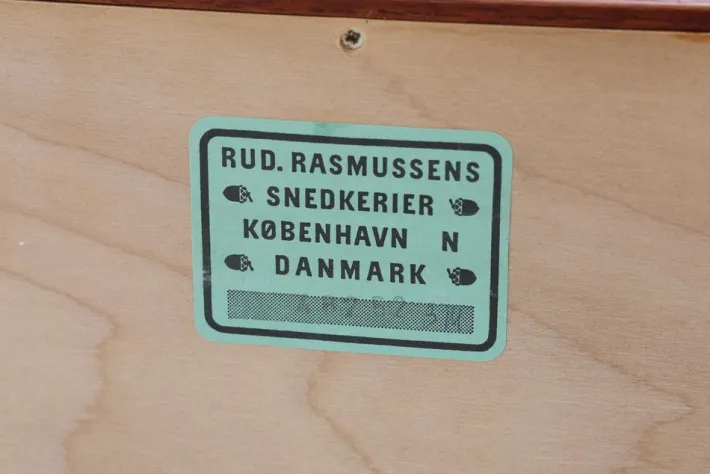 RUD. RASMUSSENS
SNEDKERIER
KØBENHAVN N
DANMARK